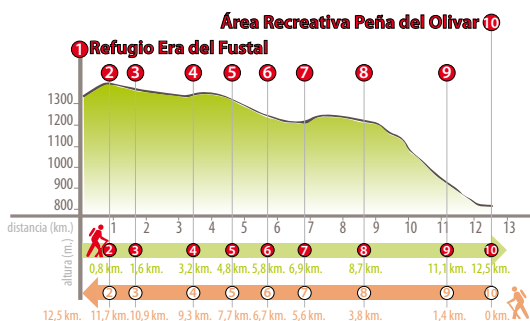 Área Recreativa Peña del Olivar 10
1 Refugio Era del Fustal
2 3 4 5 6 7 8 9
1300
1200
1100
1000
900
800
distancia (km.) 1 2 3 4 5 6 7 8 9 10 11 12 13
altura (m.)
2 3 4 5 6 7 8 9 10
0,8 km. 1,6 km. 3,2 km. 4,8 km. 5,8 km. 6,9 km. 8,7 km. 11,1 km. 12,5 km.
2 3 4 5 6 7 8 9 10
12,5 km. 11,7 km. 10,9 km. 9,3 km. 7,7 km. 6,7 km. 5,6 km. 3,8 km. 1,4 km. 0 km.